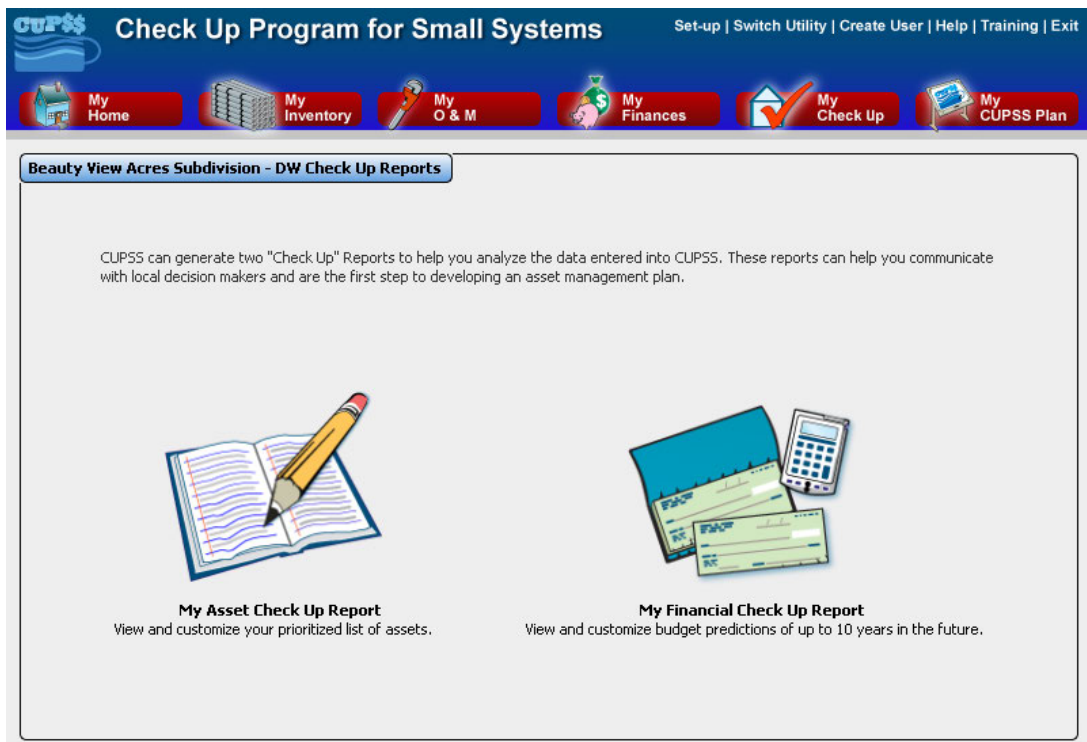 CUP$$
Check Up Program for Small Systems
Set-up | Switch Utility | Create User | Help | Training | Exit
My Home
My Inventory
My O & M
My Finances
My Check Up
My CUPSS Plan
Beauty View Acres Subdivision - DW Check Up Reports
CUPSS can generate two "Check Up" Reports to help you analyze the data entered into CUPSS. These reports can help you communicate
with local decision makers and are the first step to developing an asset management plan.
My Asset Check Up Report
View and customize your prioritized list of assets.
My Financial Check Up Report
View and customize budget predictions of up to 10 years in the future.